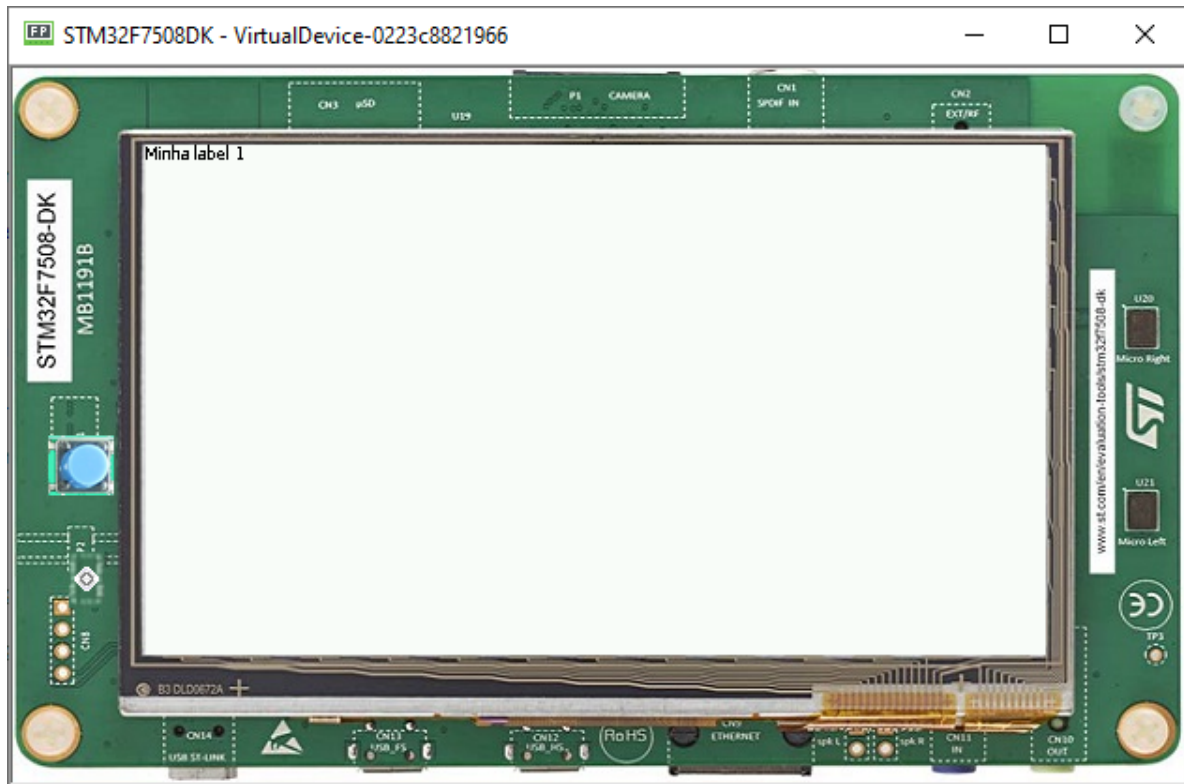 STM32F7508DK - VirtualDevice-0223c8821966
CN3 µSD
P1 CAMERA
CN1
SPDIF IN
CN2
EXT/RF
U19
Minha label 1
STM32F7508-DK
MB1191B
U20
Micro Right
www.st.com/en/evaluation-tools/stm32f7508-dk
U21
Micro Left
P2
CN8
TP3
B3 DLD0672A
CN14
USB ST-LINK
CN13
USB_FS
CN12
USB_HS
RoHS
CN9
ETHERNET
spk L
spk R
CN11
IN
CN10
OUT